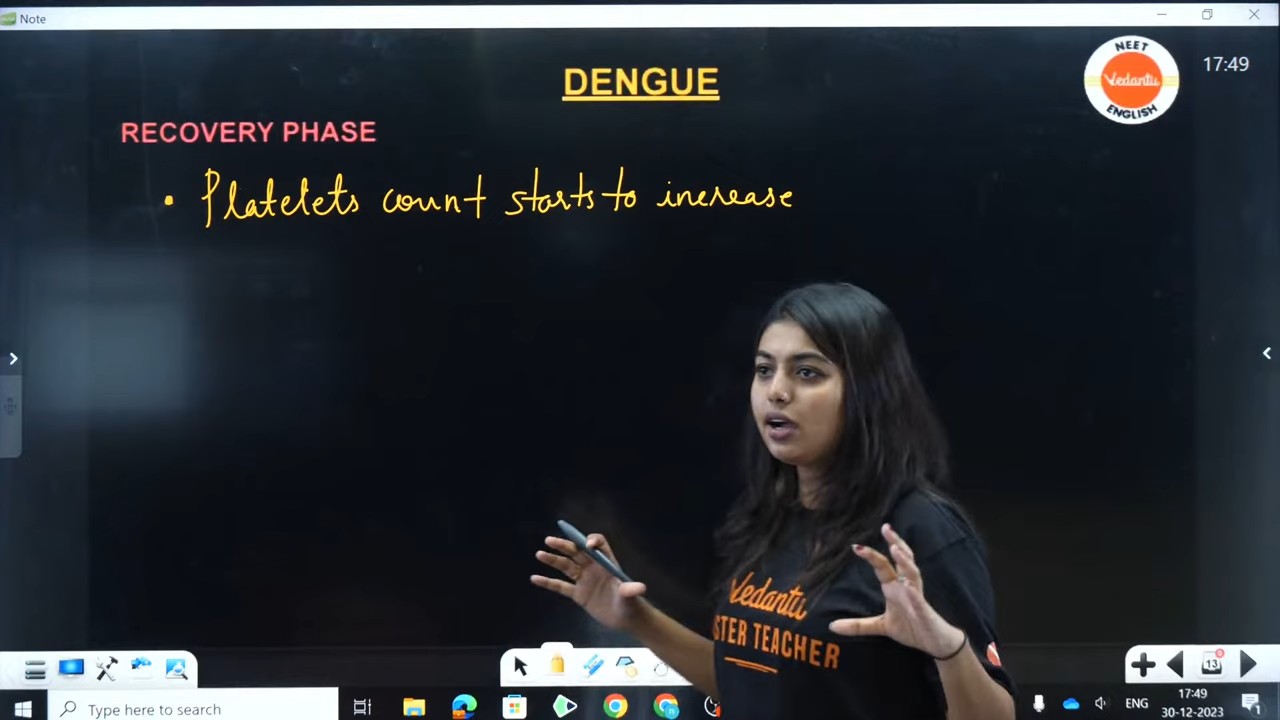 Note
DENGUE
NEET
Vedantu
ENGLISH
17:49
RECOVERY PHASE
• Platelets count starts to increase
Vedantu
STER TEACHER
13
Type here to search
ENG
17:49
30-12-2023